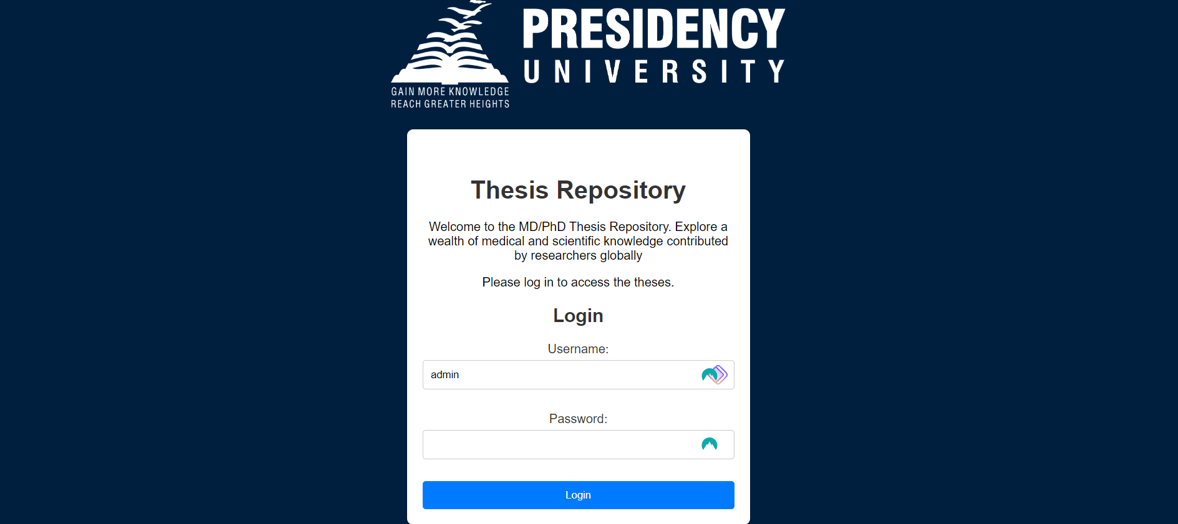 PRESIDENCY
UNIVERSITY
GAIN MORE KNOWLEDGE
REACH GREATER HEIGHTS
Thesis Repository
Welcome to the MD/PhD Thesis Repository. Explore a
wealth of medical and scientific knowledge contributed
by researchers globally
Please log in to access the theses.
Login
Username:
admin
Password:
Login